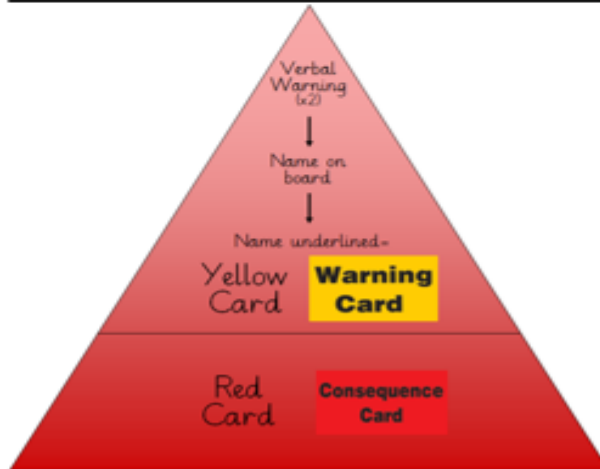 Verbal
Warning
(x2)
Name on
board
Name underlined=
Yellow
Card
Warning
Card
Red
Card
Consequence
Card